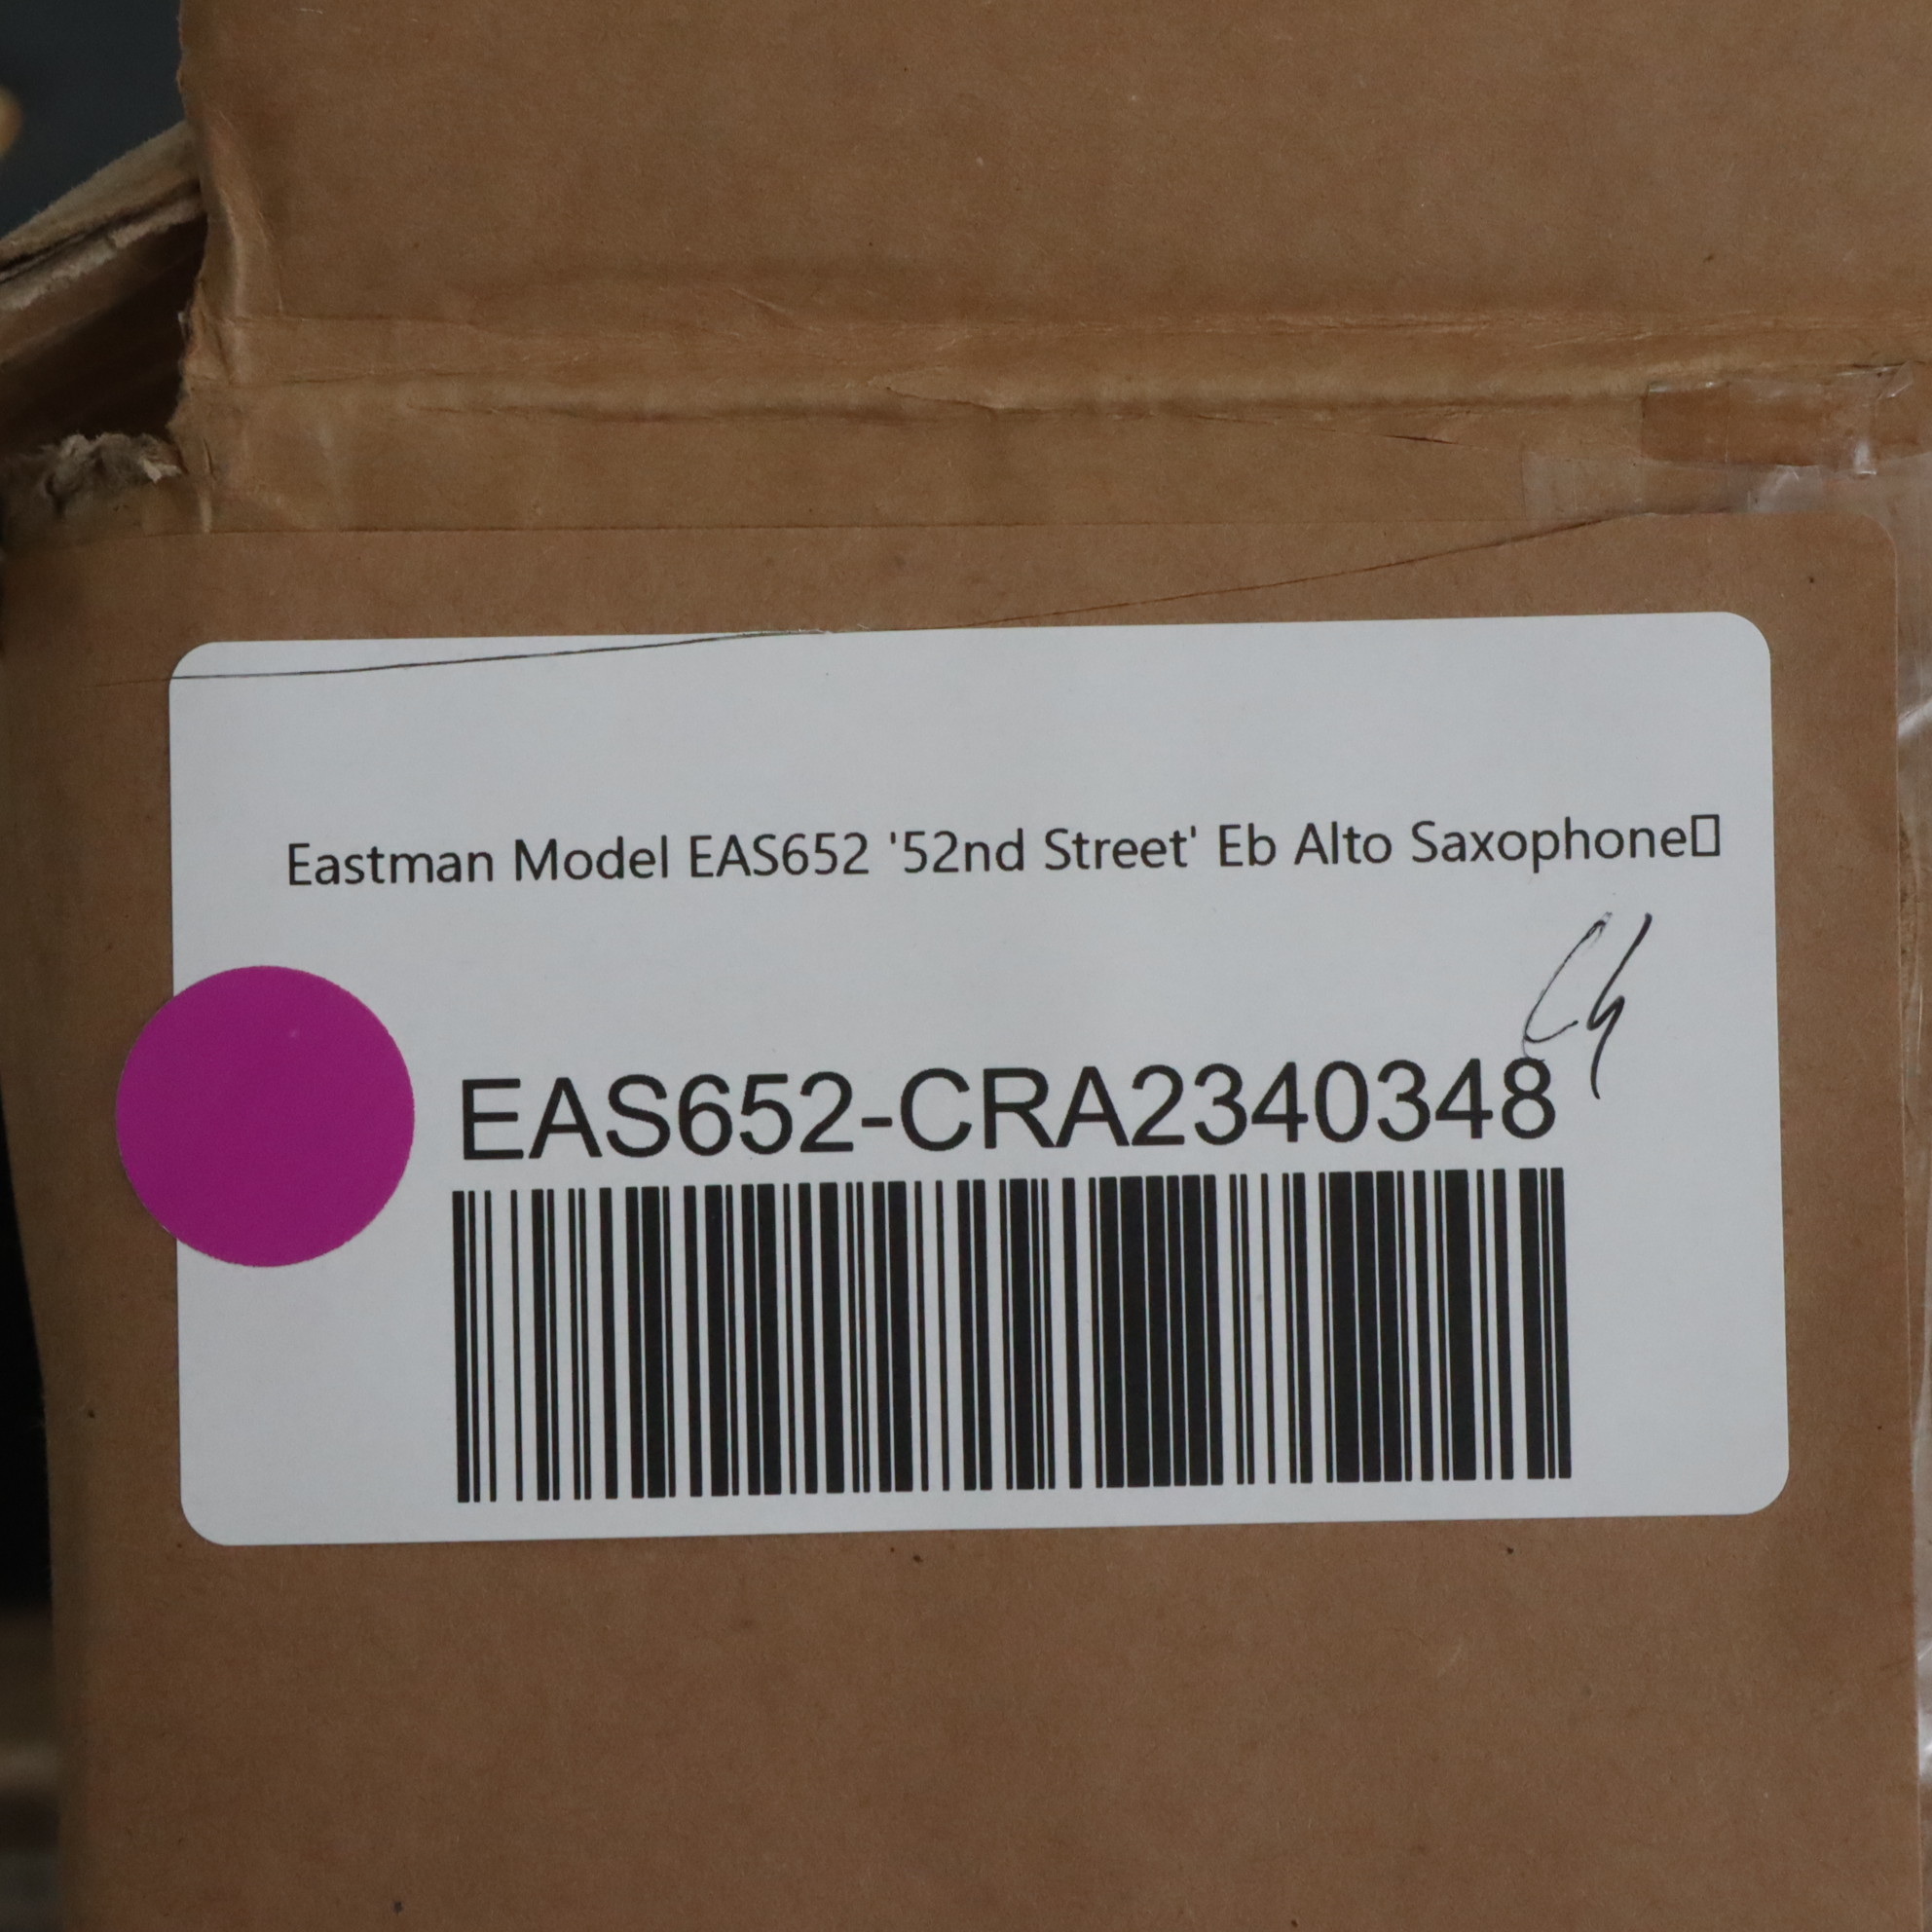 Eastman Model EAS652 '52nd Street' Eb Alto Saxophone▯
EAS652-CRA2340348